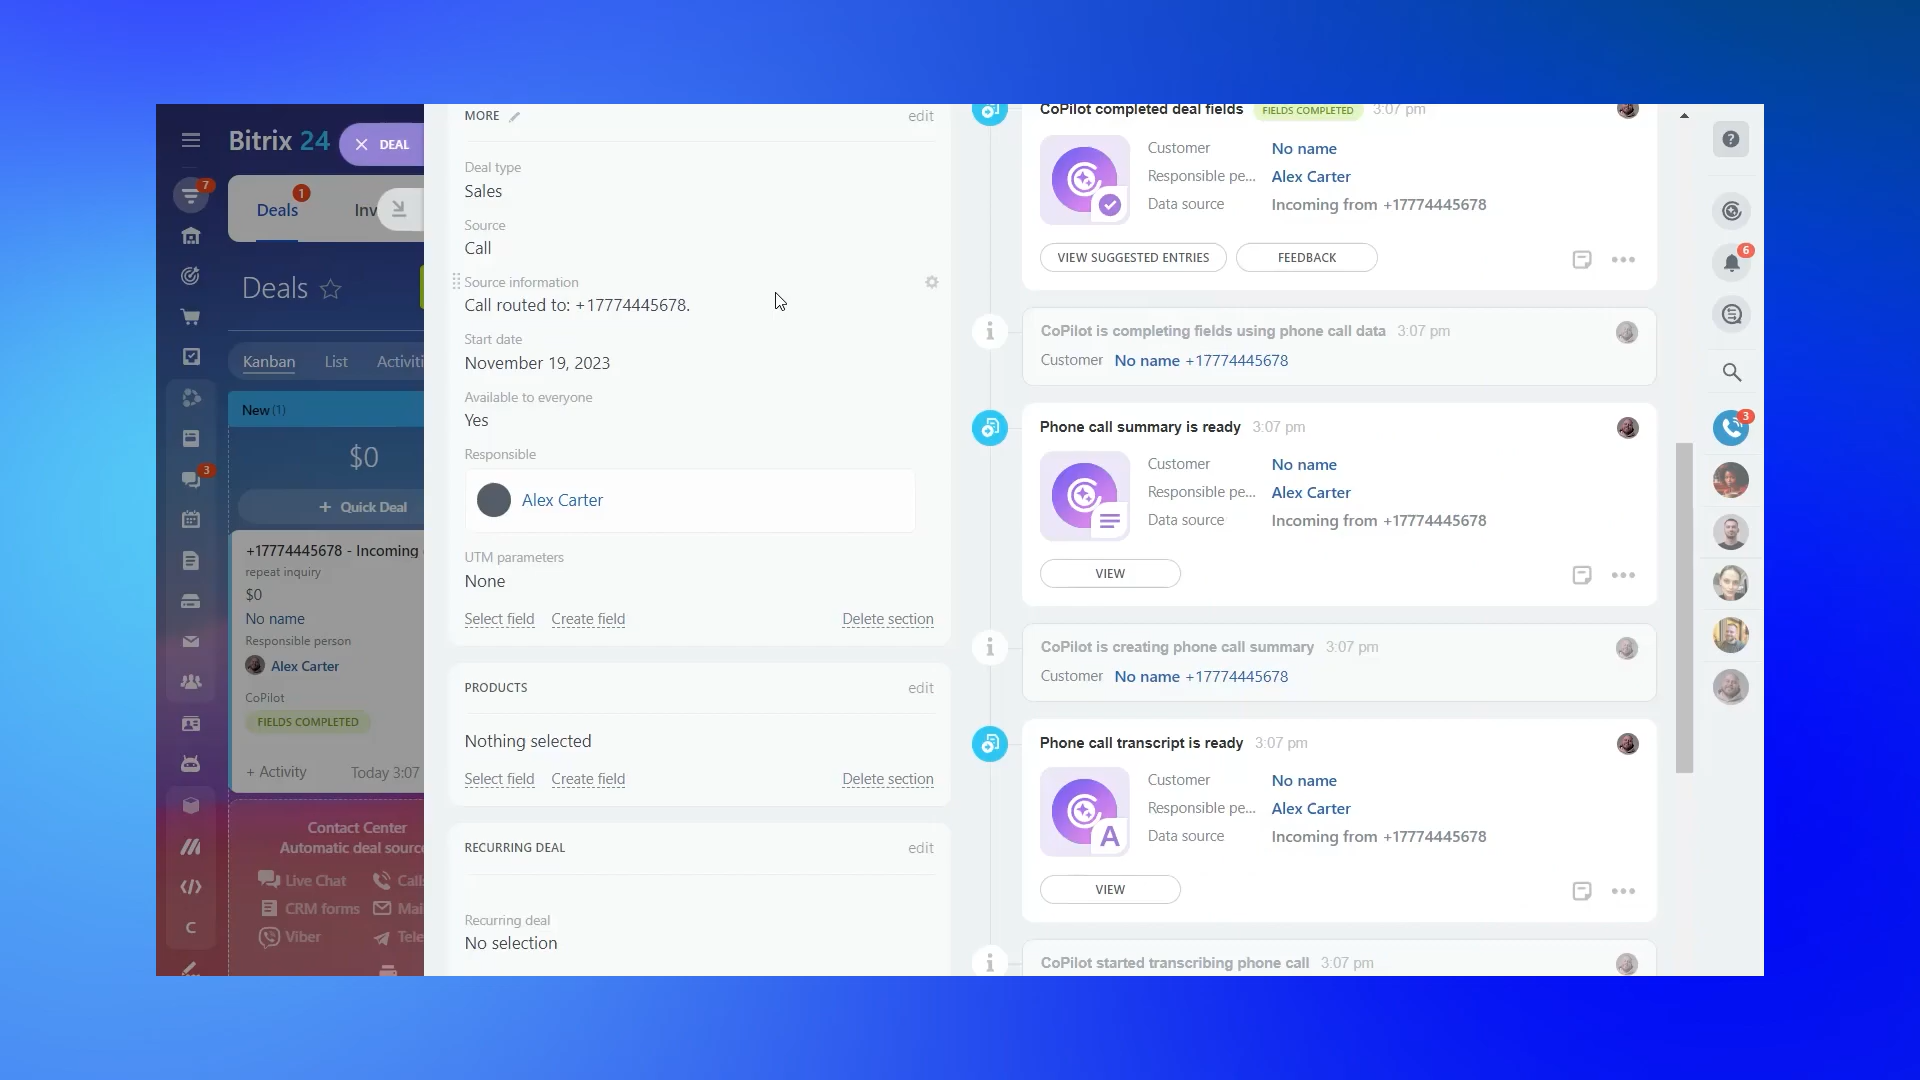 Bitrix 24
DEAL
7
Deals
1
Inv
Deals
Kanban
List
Activiti
New (1)
$0
3
+ Quick Deal
+17774445678 - Incoming
repeat inquiry
$0
No name
Responsible person
Alex Carter
CoPilot
FIELDS COMPLETED
+ Activity
Today 3:07
Contact Center
Automatic deal source
Live Chat
Calls
CRM forms
Mai
Viber
Tele
C
MORE
edit
Deal type
Sales
Source
Call
Source information
Call routed to: +17774445678.
Start date
November 19, 2023
Available to everyone
Yes
Responsible
Alex Carter
UTM parameters
None
Select field
Create field
Delete section
PRODUCTS
edit
Nothing selected
Select field
Create field
Delete section
RECURRING DEAL
edit
Recurring deal
No selection
CoPilot completed deal fields
FIELDS COMPLETED
3:07 pm
Customer
No name
Responsible pe...
Alex Carter
Data source
Incoming from +17774445678
VIEW SUGGESTED ENTRIES
FEEDBACK
CoPilot is completing fields using phone call data
3:07 pm
Customer
No name +17774445678
Phone call summary is ready
3:07 pm
Customer
No name
Responsible pe...
Alex Carter
Data source
Incoming from +17774445678
VIEW
CoPilot is creating phone call summary
3:07 pm
Customer
No name +17774445678
Phone call transcript is ready
3:07 pm
Customer
No name
Responsible pe...
Alex Carter
Data source
Incoming from +17774445678
A
VIEW
CoPilot started transcribing phone call
3:07 pm
?
6
3